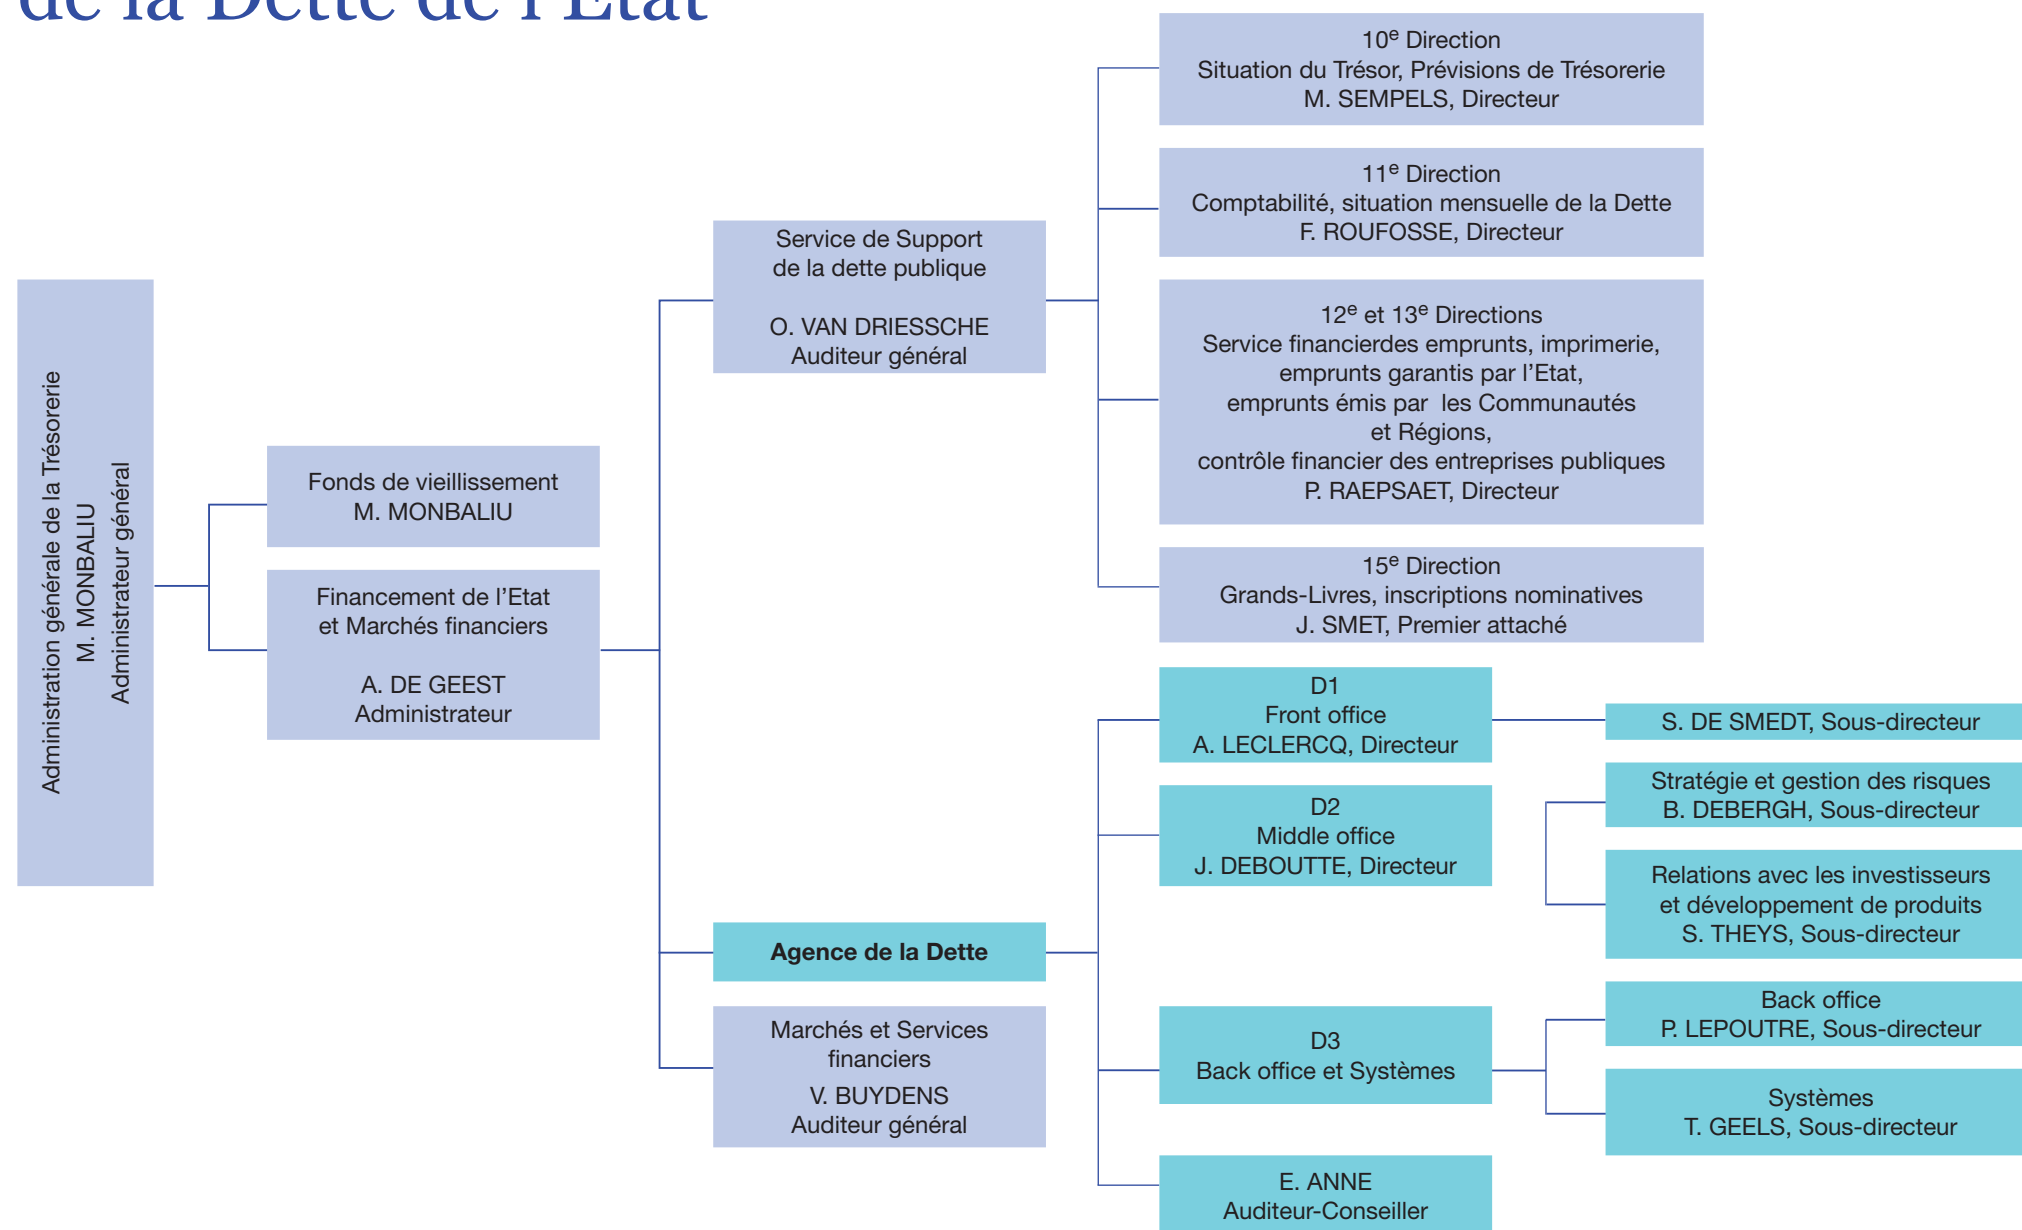 de la Dette de l'Etat
Administration générale de la Trésorerie
M. MONBALIU
Administrateur général
Fonds de vieillissement
M. MONBALIU
Financement de l'Etat
et Marchés financiers
A. DE GEEST
Administrateur
Service de Support
de la dette publique
O. VAN DRIESSCHE
Auditeur général
Agence de la Dette
Marchés et Services
financiers
V. BUYDENS
Auditeur général
10e Direction
Situation du Trésor, Prévisions de Trésorerie
M. SEMPELS, Directeur
11e Direction
Comptabilité, situation mensuelle de la Dette
F. ROUFOSSE, Directeur
12e et 13e Directions
Service financierdes emprunts, imprimerie,
emprunts garantis par l'Etat,
emprunts émis par les Communautés
et Régions,
contrôle financier des entreprises publiques
P. RAEPSAET, Directeur
15e Direction
Grands-Livres, inscriptions nominatives
J. SMET, Premier attaché
D1
Front office
A. LECLERCQ, Directeur
S. DE SMEDT, Sous-directeur
D2
Middle office
J. DEBOUTTE, Directeur
Stratégie et gestion des risques
B. DEBERGH, Sous-directeur
Relations avec les investisseurs
et développement de produits
S. THEYS, Sous-directeur
D3
Back office et Systèmes
Back office
P. LEPOUTRE, Sous-directeur
Systèmes
T. GEELS, Sous-directeur
E. ANNE
Auditeur-Conseiller